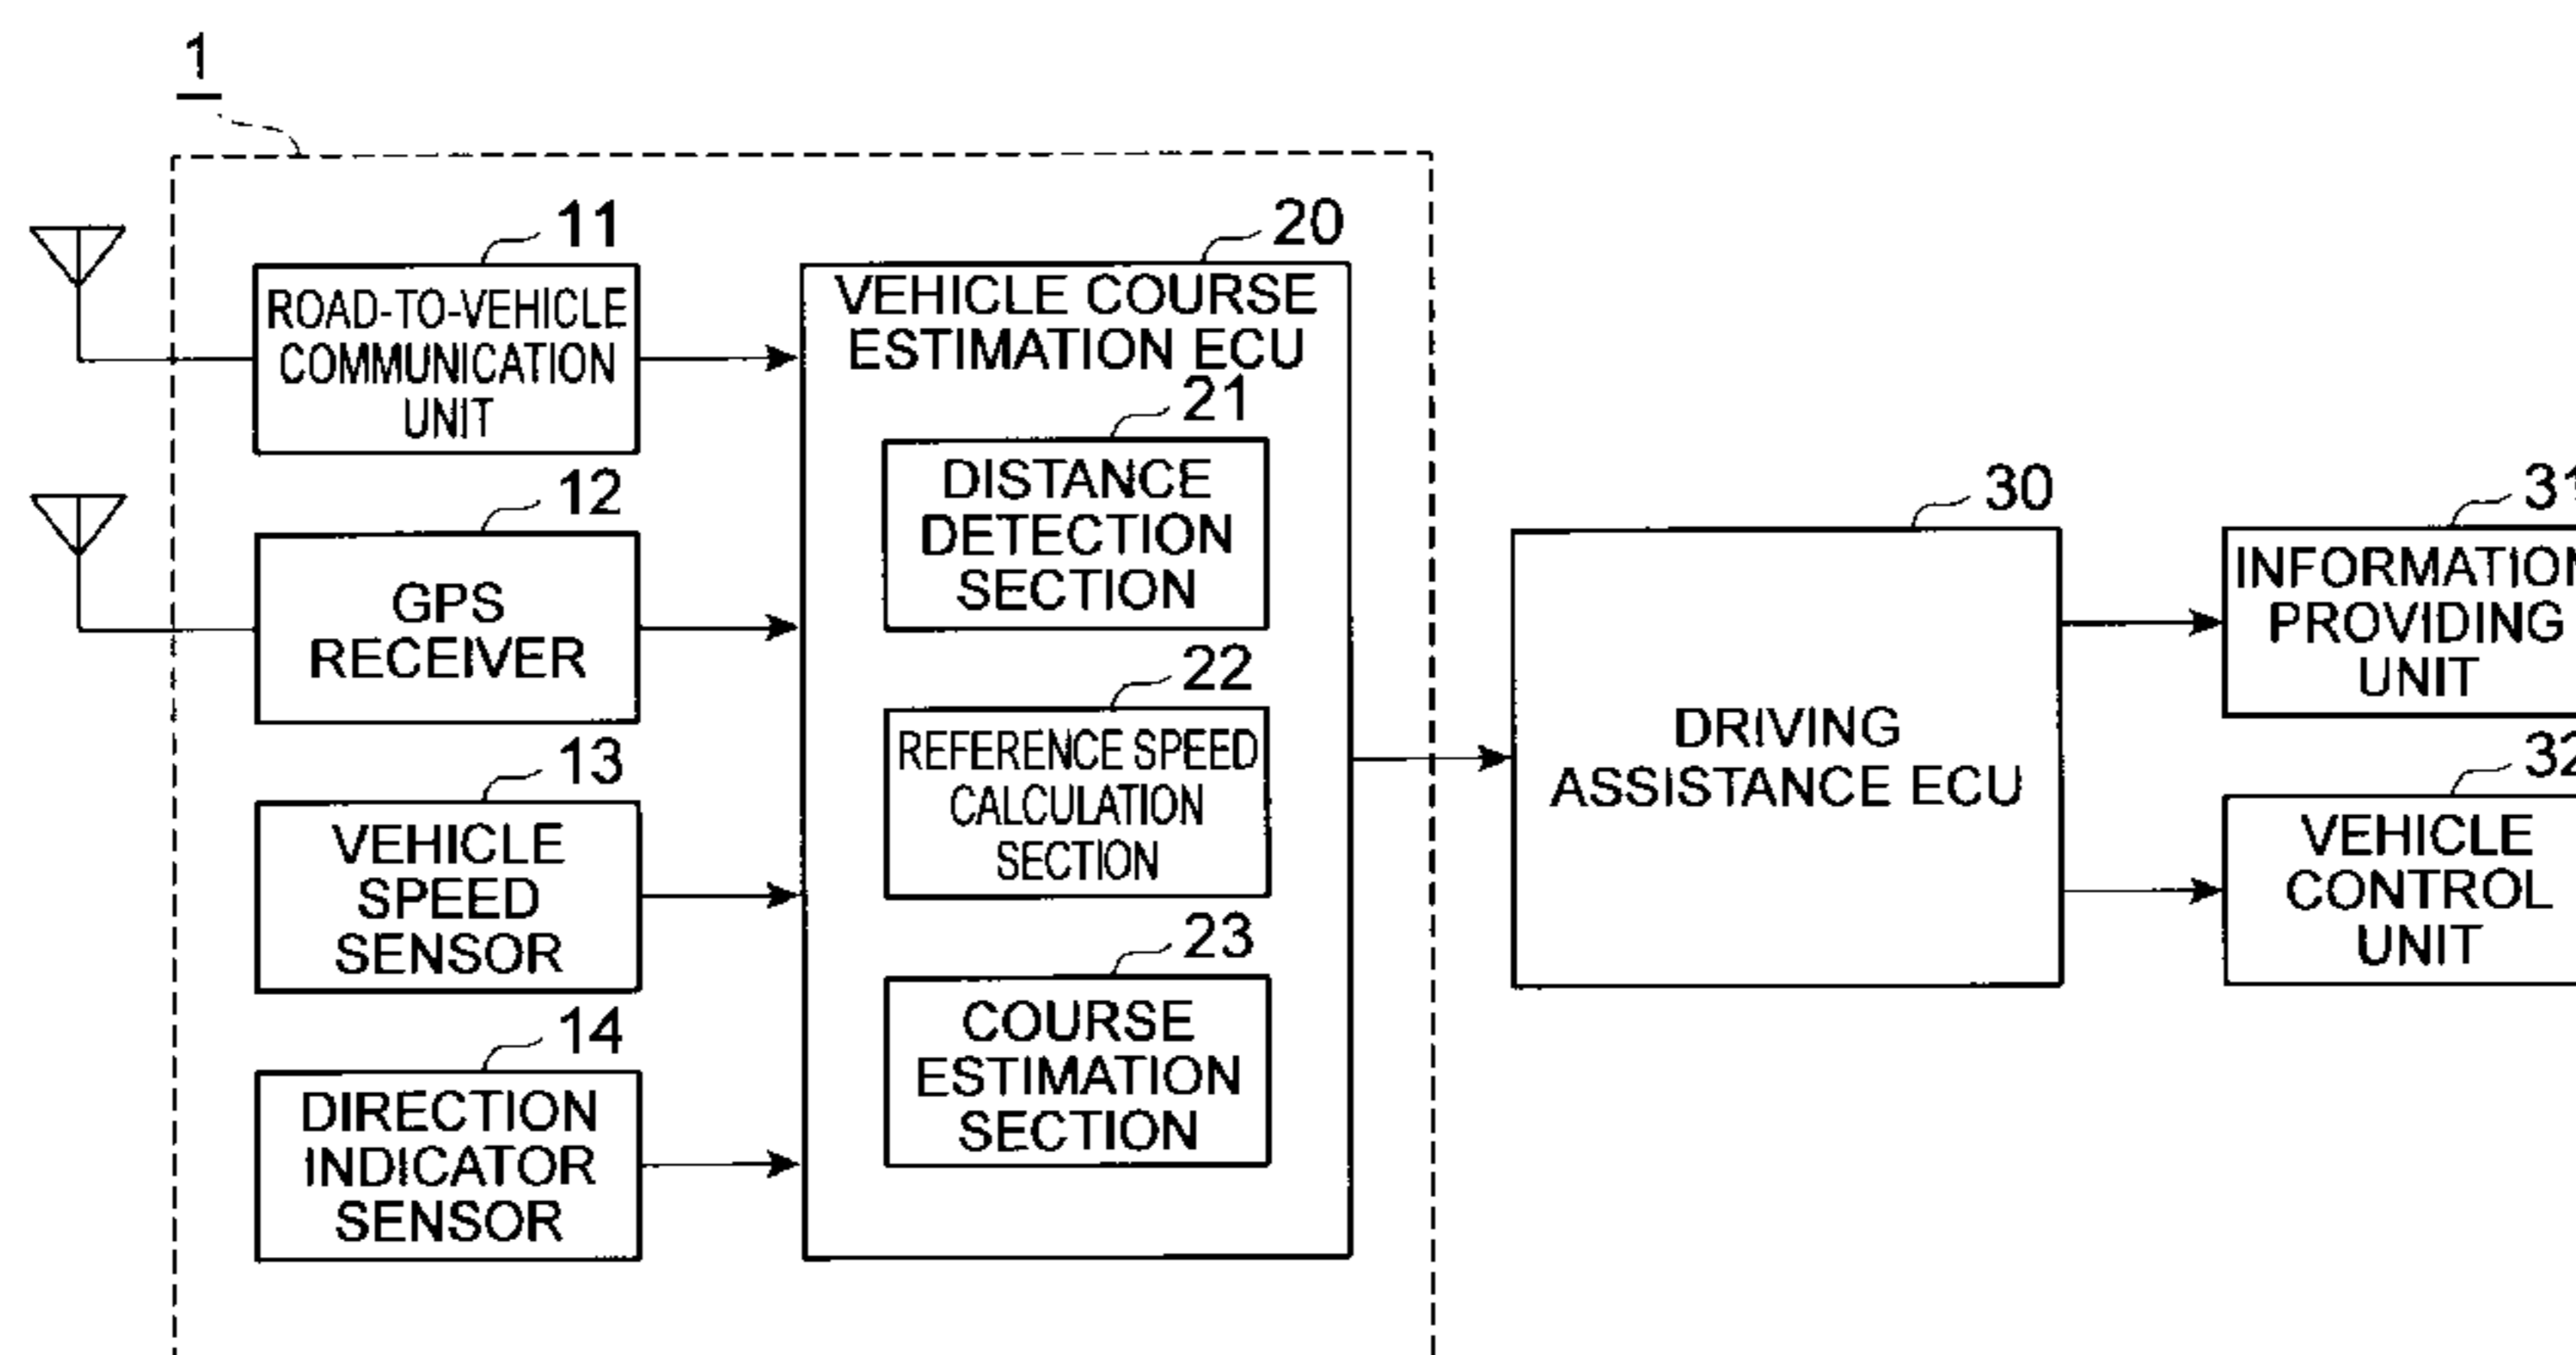 1
11
ROAD-TO-VEHICLE
COMMUNICATION
UNIT
12
GPS
RECEIVER
13
VEHICLE
SPEED
SENSOR
14
DIRECTION
INDICATOR
SENSOR
20
VEHICLE COURSE
ESTIMATION ECU
21
DISTANCE
DETECTION
SECTION
22
REFERENCE SPEED
CALCULATION
SECTION
23
COURSE
ESTIMATION
SECTION
30
DRIVING
ASSISTANCE ECU
31
INFORMATION
PROVIDING
UNIT
32
VEHICLE
CONTROL
UNIT